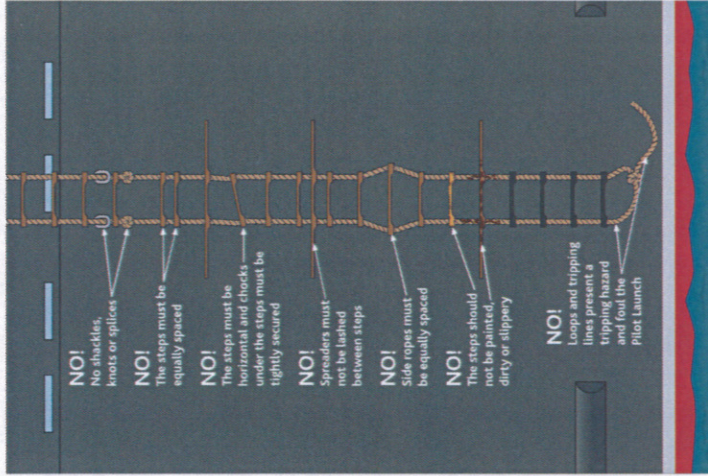 NO!
No shackles,
knots or splices
NO!
The steps must be
equally spaced
NO!
The steps must be
horizontal and chocks
under the steps must be
tightly secured
NO!
Spreaders must
not be lashed
between steps
NO!
Side ropes must
be equally spaced
NO!
The steps should
not be painted,
dirty or slippery
NO!
Loops and tripping
lines present a
tripping hazard
and foul the
Pilot Launch